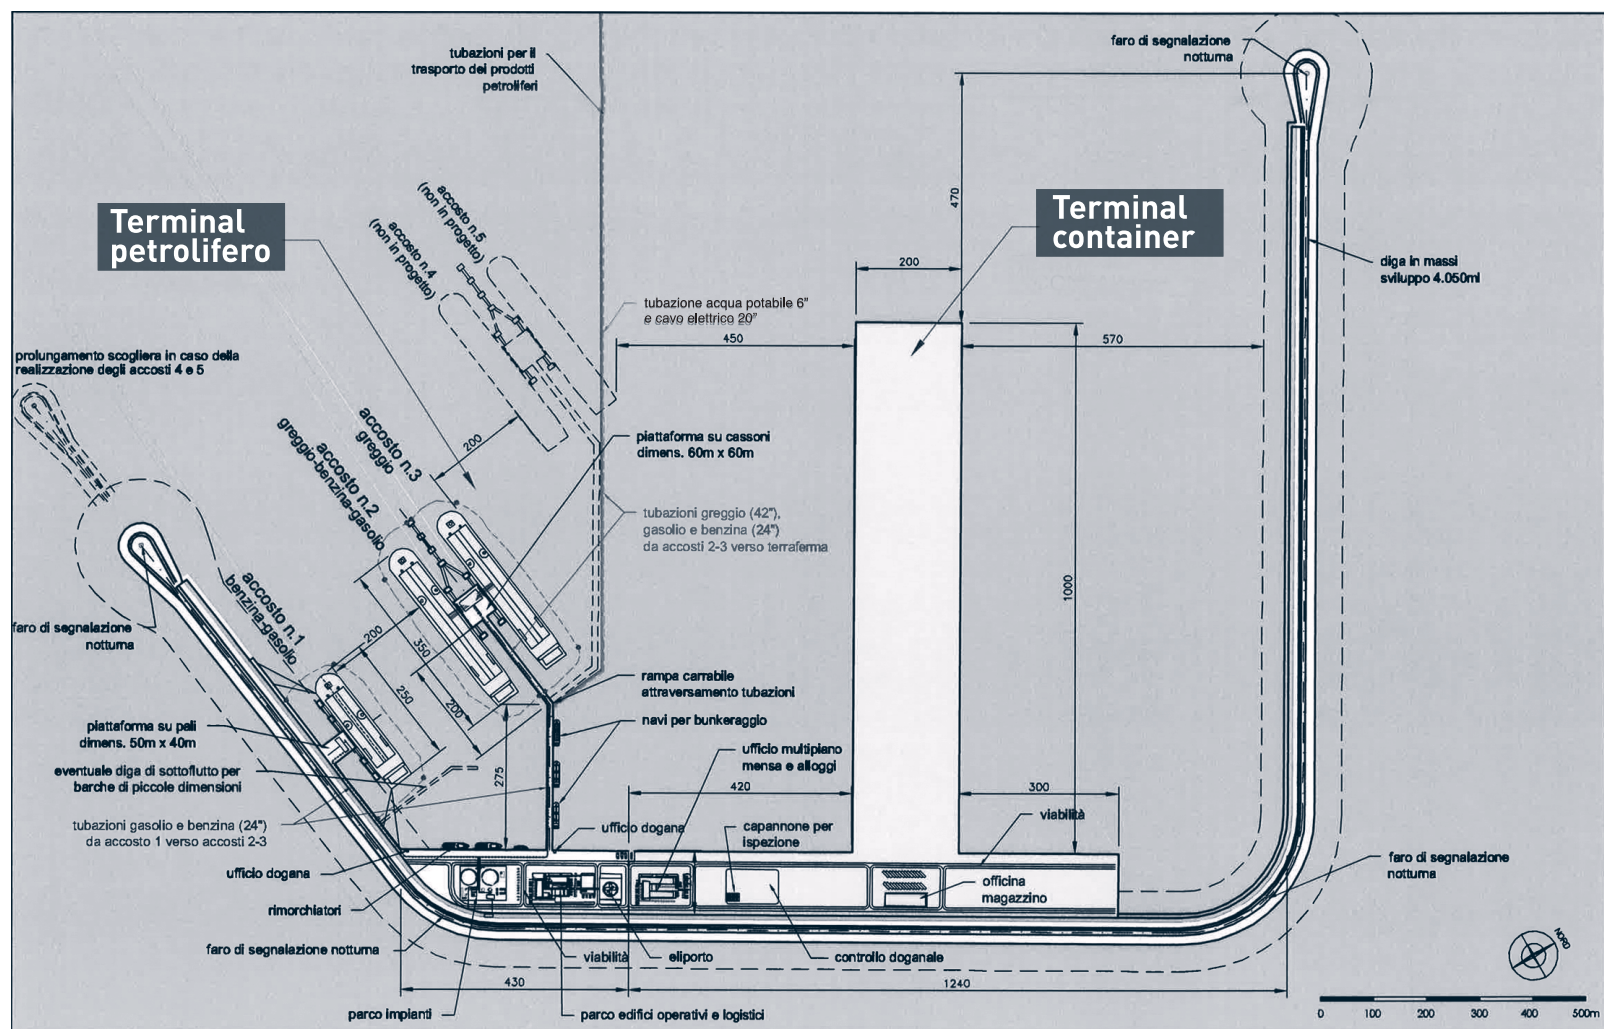 tubazioni per il
trasporto dei prodotti
petroliferi
faro di segnalazione
notturna
Terminal
petrolifero
Terminal
container
accosto n.5
(non in progetto)
accosto n.4
(non in progetto)
470
200
diga in massi
sviluppo 4.050ml
tubazione acqua potabile 6"
e cavo elettrico 20"
450
570
prolungamento scogliera in caso della
realizzazione degli accosti 4 e 5
200
accosto n.3
greggio
accosto n.2
greggio-benzina-gasolio
piattaforma su cassoni
dimens. 60m x 60m
tubazioni greggio (42"),
gasolio e benzina (24")
da accosti 2-3 verso terraferma
1000
accosto n.1
benzina-gasolio
faro di segnalazione
notturna
200
350
250
200
rampa carrabile
attraversamento tubazioni
navi per bunkeraggio
piattaforma su pali
dimens. 50m x 40m
ufficio multipiano
mensa e alloggi
eventuale diga di sottoflutto per
barche di piccole dimensioni
275
420
300
tubazioni gasolio e benzina (24")
da accosto 1 verso accosti 2-3
ufficio dogana
capannone per
ispezione
viabilità
ufficio dogana
officina
magazzino
faro di segnalazione
notturna
rimorchiatori
faro di segnalazione notturna
viabilità
eliporto
controllo doganale
NORD
430
1240
parco impianti
parco edifici operativi e logistici
0 100 200 300 400 500m